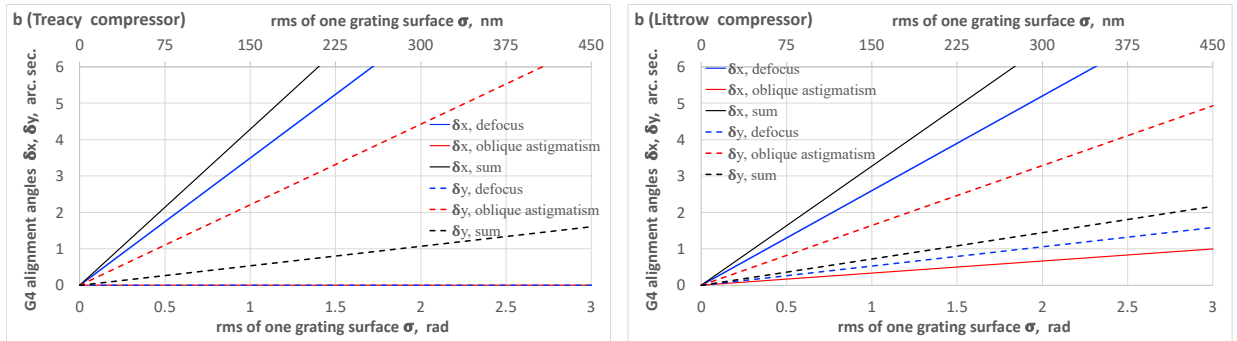 b (Treacy compressor)
rms of one grating surface σ, nm
0 75 150 225 300 375 450
G4 alignment angles δx, δy, arc. sec.
6
5
4
3
2
1
0
δx, defocus
δx, oblique astigmatism
δx, sum
δy, defocus
δy, oblique astigmatism
δy, sum
0 0.5 1 1.5 2 2.5 3
rms of one grating surface σ, rad
b (Littrow compressor)
rms of one grating surface σ, nm
0 75 150 225 300 375 450
G4 alignment angles δx, δy, arc. sec.
6
5
4
3
2
1
0
δx, defocus
δx, oblique astigmatism
δx, sum
δy, defocus
δy, oblique astigmatism
δy, sum
0 0.5 1 1.5 2 2.5 3
rms of one grating surface σ, rad